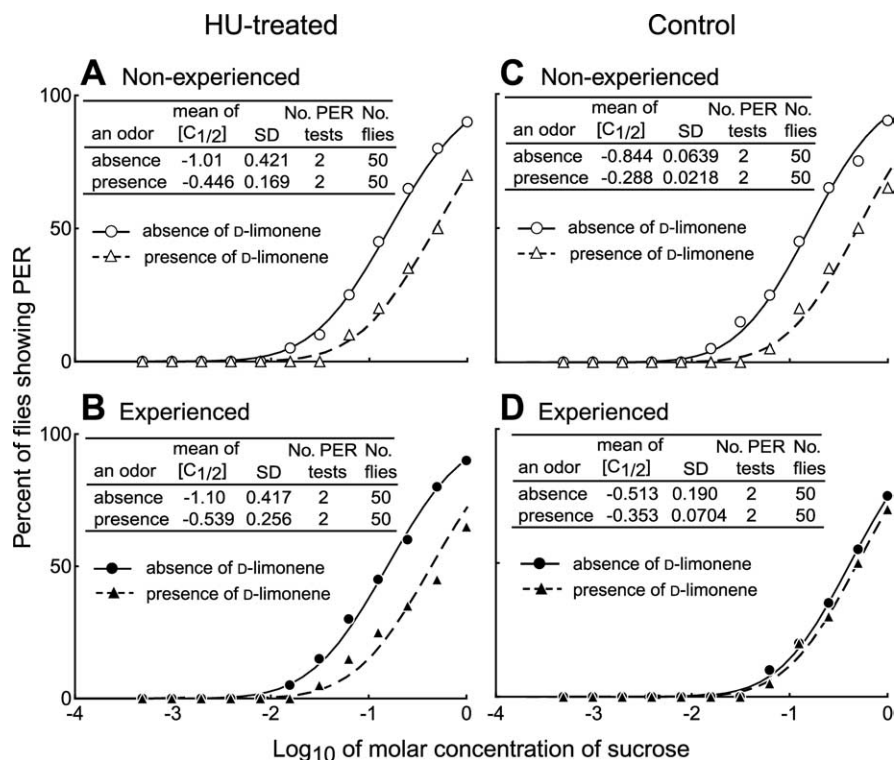 HU-treated
Control
A Non-experienced
mean of No. PER No.
an odor [C1/2] SD tests flies
absence -1.01 0.421 2 50
presence -0.446 0.169 2 50
absence of D-limonene
presence of D-limonene
C Non-experienced
mean of No. PER No.
an odor [C1/2] SD tests flies
absence -0.844 0.0639 2 50
presence -0.288 0.0218 2 50
absence of D-limonene
presence of D-limonene
100
50
0
B Experienced
mean of No. PER No.
an odor [C1/2] SD tests flies
absence -1.10 0.417 2 50
presence -0.539 0.256 2 50
absence of D-limonene
presence of D-limonene
D Experienced
mean of No. PER No.
an odor [C1/2] SD tests flies
absence -0.513 0.190 2 50
presence -0.353 0.0704 2 50
absence of D-limonene
presence of D-limonene
100
50
0
Percent of flies showing PER
-4 -3 -2 -1 0
-4 -3 -2 -1 0
Log10 of molar concentration of sucrose